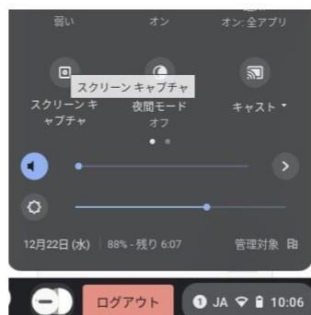 弱い
オン
オン: 全アプリ
スクリーン キャプチャ
スクリーン キ
ャプチャ
夜間モード
オフ
キャスト
12月22日 (水)
88% - 残り 6:07
管理対象
ログアウト
1
JA
10:06